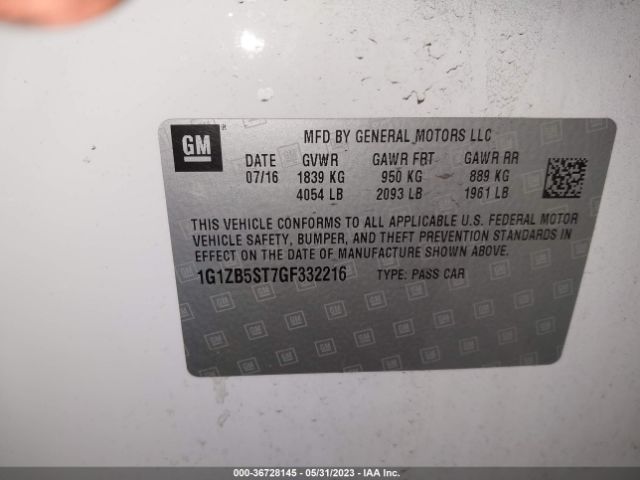 GM
MFD BY GENERAL MOTORS LLC
DATE GVWR GAWR FRT GAWR RR
07/16 1839 KG 950 KG 889 KG
4054 LB 2093 LB 1961 LB
THIS VEHICLE CONFORMS TO ALL APPLICABLE U.S. FEDERAL MOTOR
VEHICLE SAFETY, BUMPER, AND THEFT PREVENTION STANDARDS IN
EFFECT ON THE DATE OF MANUFACTURE SHOWN ABOVE.
1G1ZB5ST7GF332216 TYPE: PASS CAR
000-36728145 - 05/31/2023 - IAA Inc.